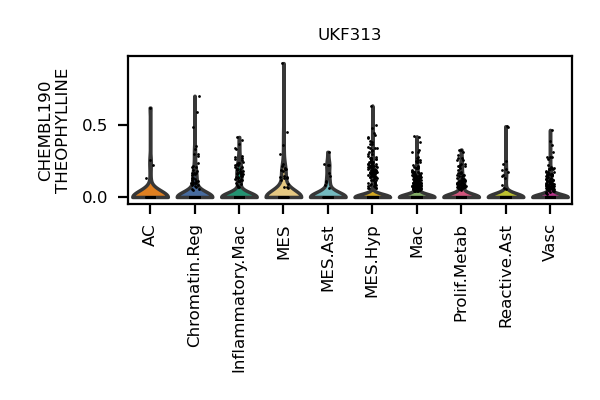 UKF313
CHEMBL190
THEOPHYLLINE
0.5
0.0
AC
Chromatin.Reg
Inflammatory.Mac
MES
MES.Ast
MES.Hyp
Mac
Prolif.Metab
Reactive.Ast
Vasc